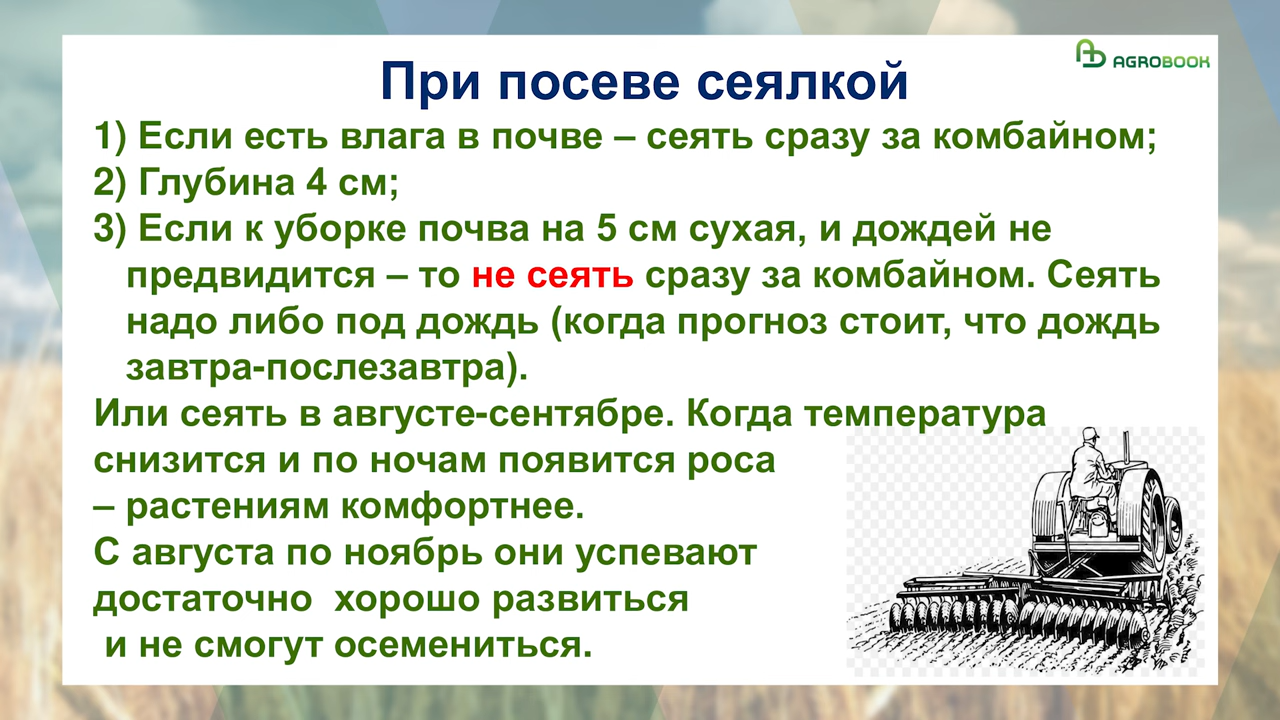 AGROBOOK
При посеве сеялкой
1) Если есть влага в почве – сеять сразу за комбайном;
2) Глубина 4 см;
3) Если к уборке почва на 5 см сухая, и дождей не
предвидится – то не сеять сразу за комбайном. Сеять
надо либо под дождь (когда прогноз стоит, что дождь
завтра-послезавтра).
Или сеять в августе-сентябре. Когда температура
снизится и по ночам появится роса
– растениям комфортнее.
С августа по ноябрь они успевают
достаточно хорошо развиться
и не смогут осемениться.